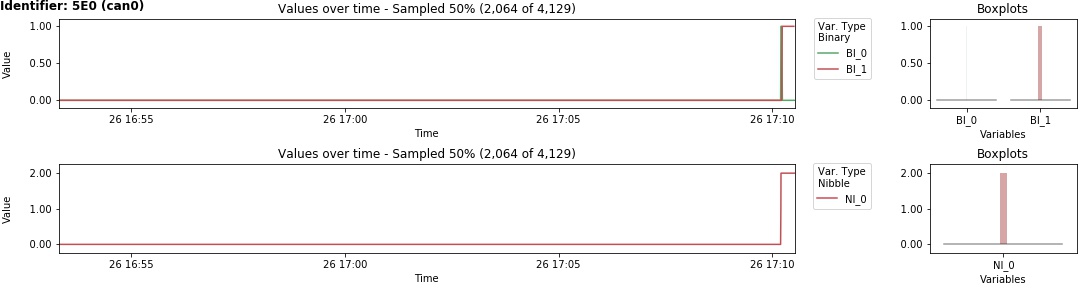 Identifier: 5E0 (can0)
Values over time - Sampled 50% (2,064 of 4,129)
Value
1.00
0.50
0.00
26 16:55
26 17:00
26 17:05
26 17:10
Time
Var. Type
Binary
BI_0
BI_1
Boxplots
1.00
0.50
0.00
BI_0
BI_1
Variables
Values over time - Sampled 50% (2,064 of 4,129)
Value
2.00
1.00
0.00
26 16:55
26 17:00
26 17:05
26 17:10
Time
Var. Type
Nibble
NI_0
Boxplots
2.00
1.00
0.00
NI_0
Variables